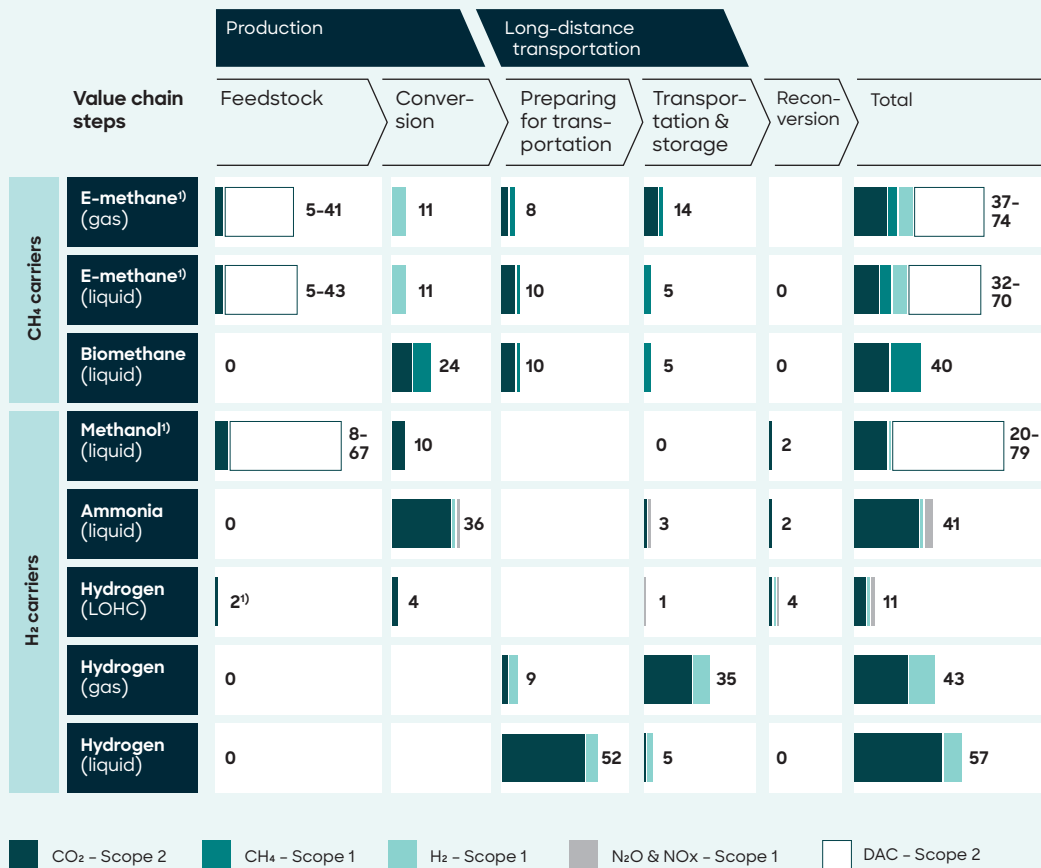 Production
Long-distance
transportation
Value chain
steps
Feedstock
Conver-
sion
Preparing
for trans-
portation
Transpor-
tation &
storage
Recon-
version
Total
CH₄ carriers
E-methane¹⁾
(gas)
5-41
11
8
14
37-
74
E-methane¹⁾
(liquid)
5-43
11
10
5
0
32-
70
Biomethane
(liquid)
0
24
10
5
0
40
H₂ carriers
Methanol¹⁾
(liquid)
8-
67
10
0
2
20-
79
Ammonia
(liquid)
0
36
3
2
41
Hydrogen
(LOHC)
2¹⁾
4
1
4
11
Hydrogen
(gas)
0
9
35
43
Hydrogen
(liquid)
0
52
5
0
57
CO₂ – Scope 2
CH₄ – Scope 1
H₂ – Scope 1
N₂O & NOx – Scope 1
DAC – Scope 2